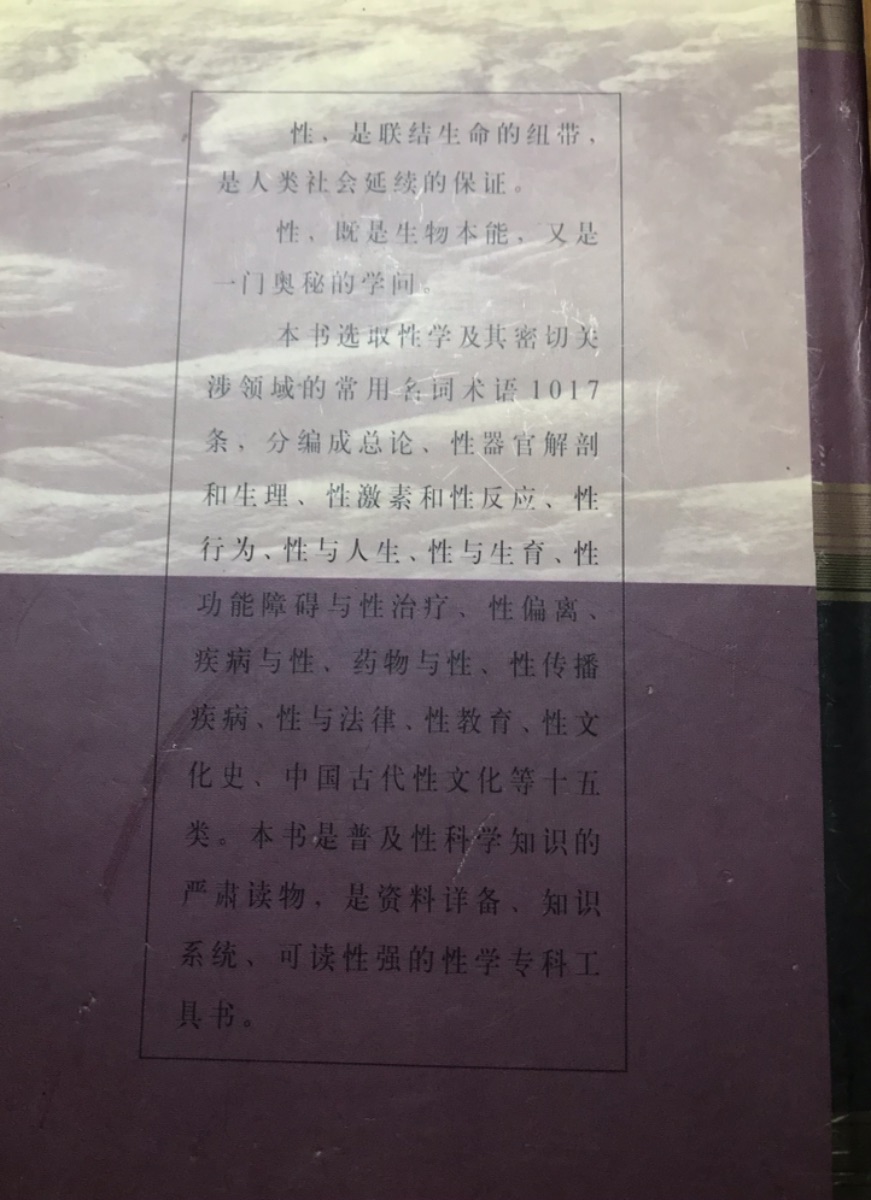 性，是联结生命的纽带，
是人类社会延续的保证。
性，既是生物本能，又是
一门奥秘的学问。
本书选取性学及其密切关
涉领域的常用名词术语1017
条，分编成总论、性器官解剖
和生理、性激素和性反应、性
行为、性与人生、性与生育、性
功能障碍与性治疗、性偏离、
疾病与性、药物与性、性传播
疾病、性与法律、性教育、性文
化史、中国古代性文化等十五
类。本书是普及性科学知识的
严肃读物，是资料详备、知识
系统、可读性强的性学专科工
具书。